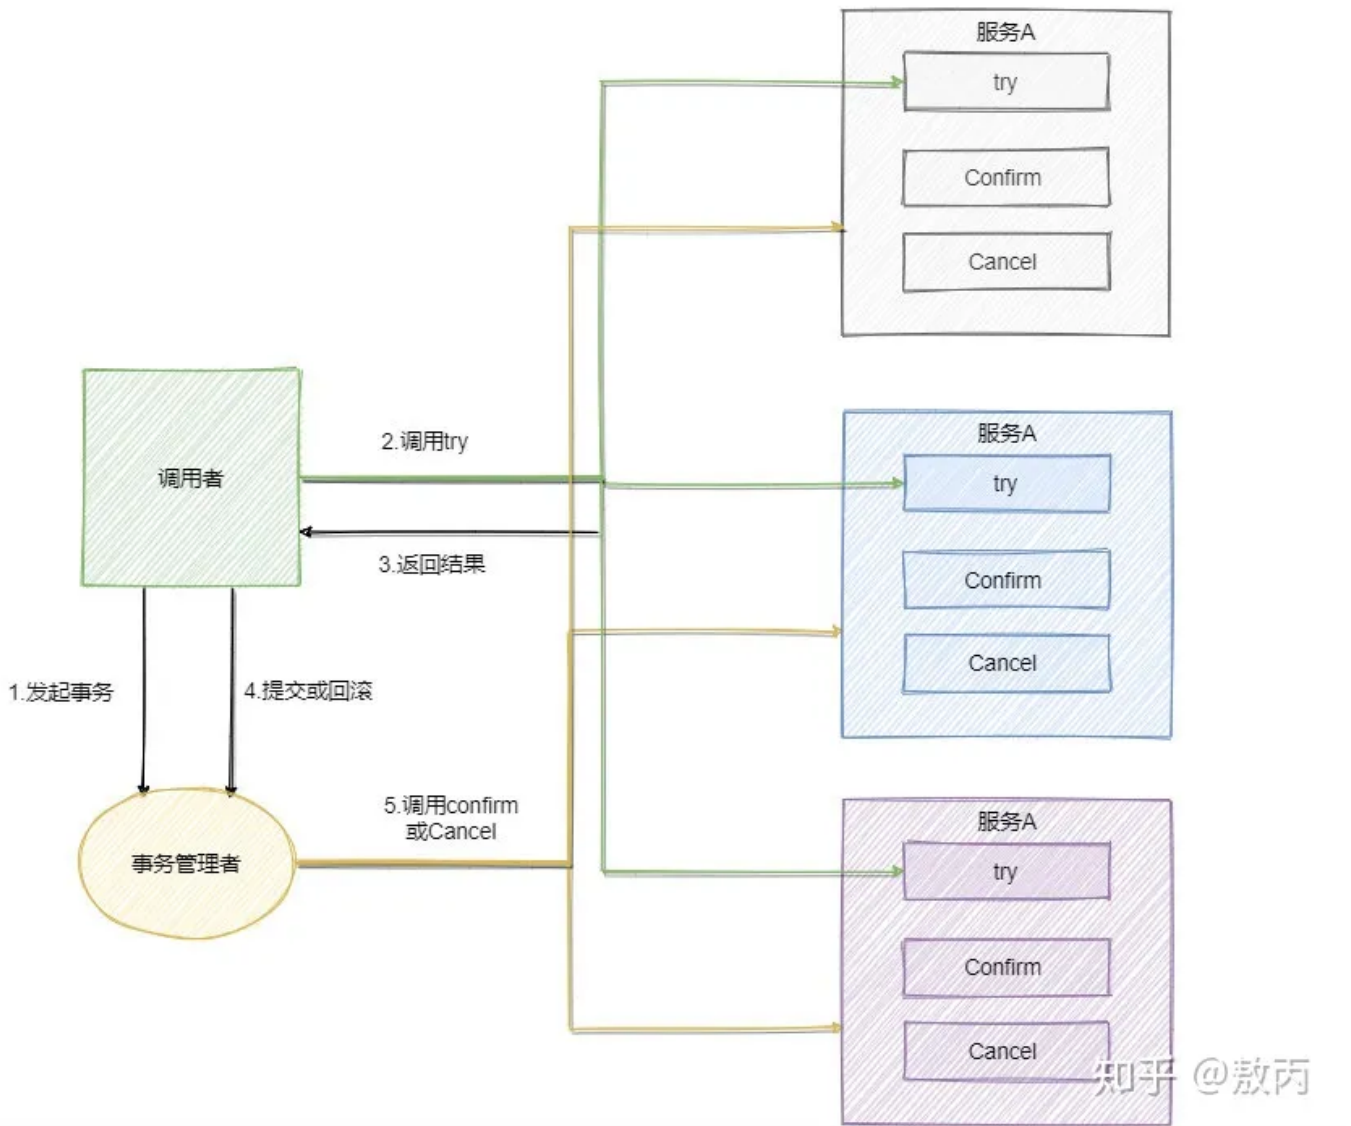 服务A
try
Confirm
Cancel
2.调用try
调用者
3.返回结果
服务A
try
Confirm
Cancel
1.发起事务
4.提交或回滚
5.调用confirm
或Cancel
事务管理者
服务A
try
Confirm
Cancel
知乎 @敖丙